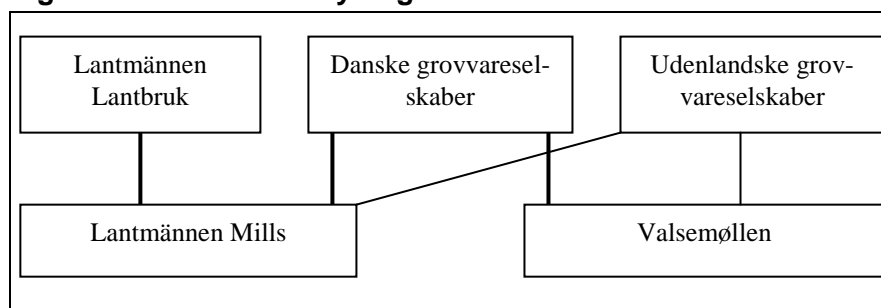 Lantmännen
Lantbruk
Danske grovvaresel-
skaber
Udenlandske grov-
vareselskaber
Lantmännen Mills
Valsemøllen